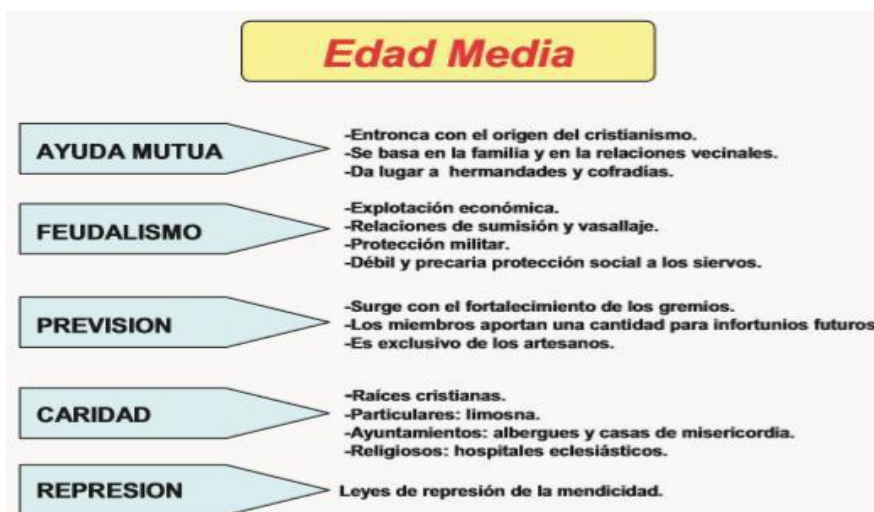 Edad Media
AYUDA MUTUA
-Entronca con el origen del cristianismo.
-Se basa en la familia y en la relaciones vecinales.
-Da lugar a hermandades y cofradías.
FEUDALISMO
-Explotación económica.
-Relaciones de sumisión y vasallaje.
-Protección militar.
-Débil y precaria protección social a los siervos.
PREVISION
-Surge con el fortalecimiento de los gremios.
-Los miembros aportan una cantidad para infortunios futuros
-Es exclusivo de los artesanos.
CARIDAD
-Raíces cristianas.
-Particulares: limosna.
-Ayuntamientos: albergues y casas de misericordia.
-Religiosos: hospitales eclesiásticos.
REPRESION
Leyes de represión de la mendicidad.